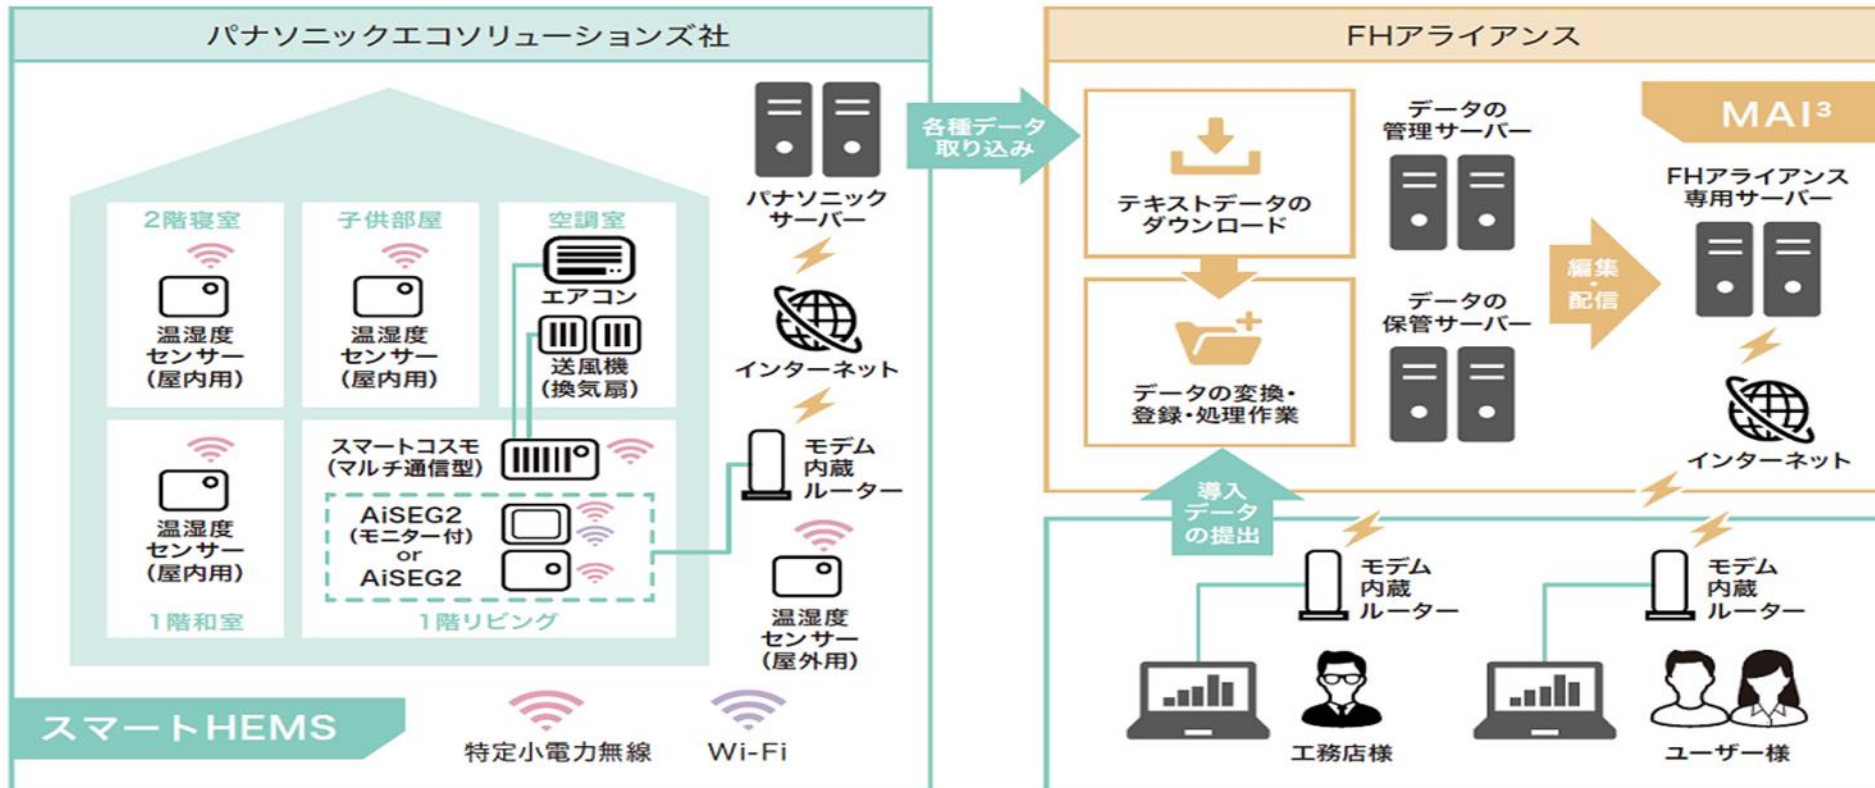 パナソニックエコソリューションズ社
2階寝室
温湿度
センサー
(屋内用)
子供部屋
温湿度
センサー
(屋内用)
空調室
エアコン
送風機
(換気扇)
温湿度
センサー
(屋内用)
1階和室
スマートコスモ
(マルチ通信型)
AiSEG2
(モニター付)
or
AiSEG2
1階リビング
パナソニック
サーバー
インターネット
モデム
内蔵
ルーター
温湿度
センサー
(屋外用)
スマートHEMS
特定小電力無線
Wi-Fi
各種データ
取り込み
FHアライアンス
テキストデータの
ダウンロード
データの変換・
登録・処理作業
データの
管理サーバー
データの
保管サーバー
編集
・
配信
MAI³
FHアライアンス
専用サーバー
インターネット
導入
データ
の提出
モデム
内蔵
ルーター
工務店様
モデム
内蔵
ルーター
ユーザー様